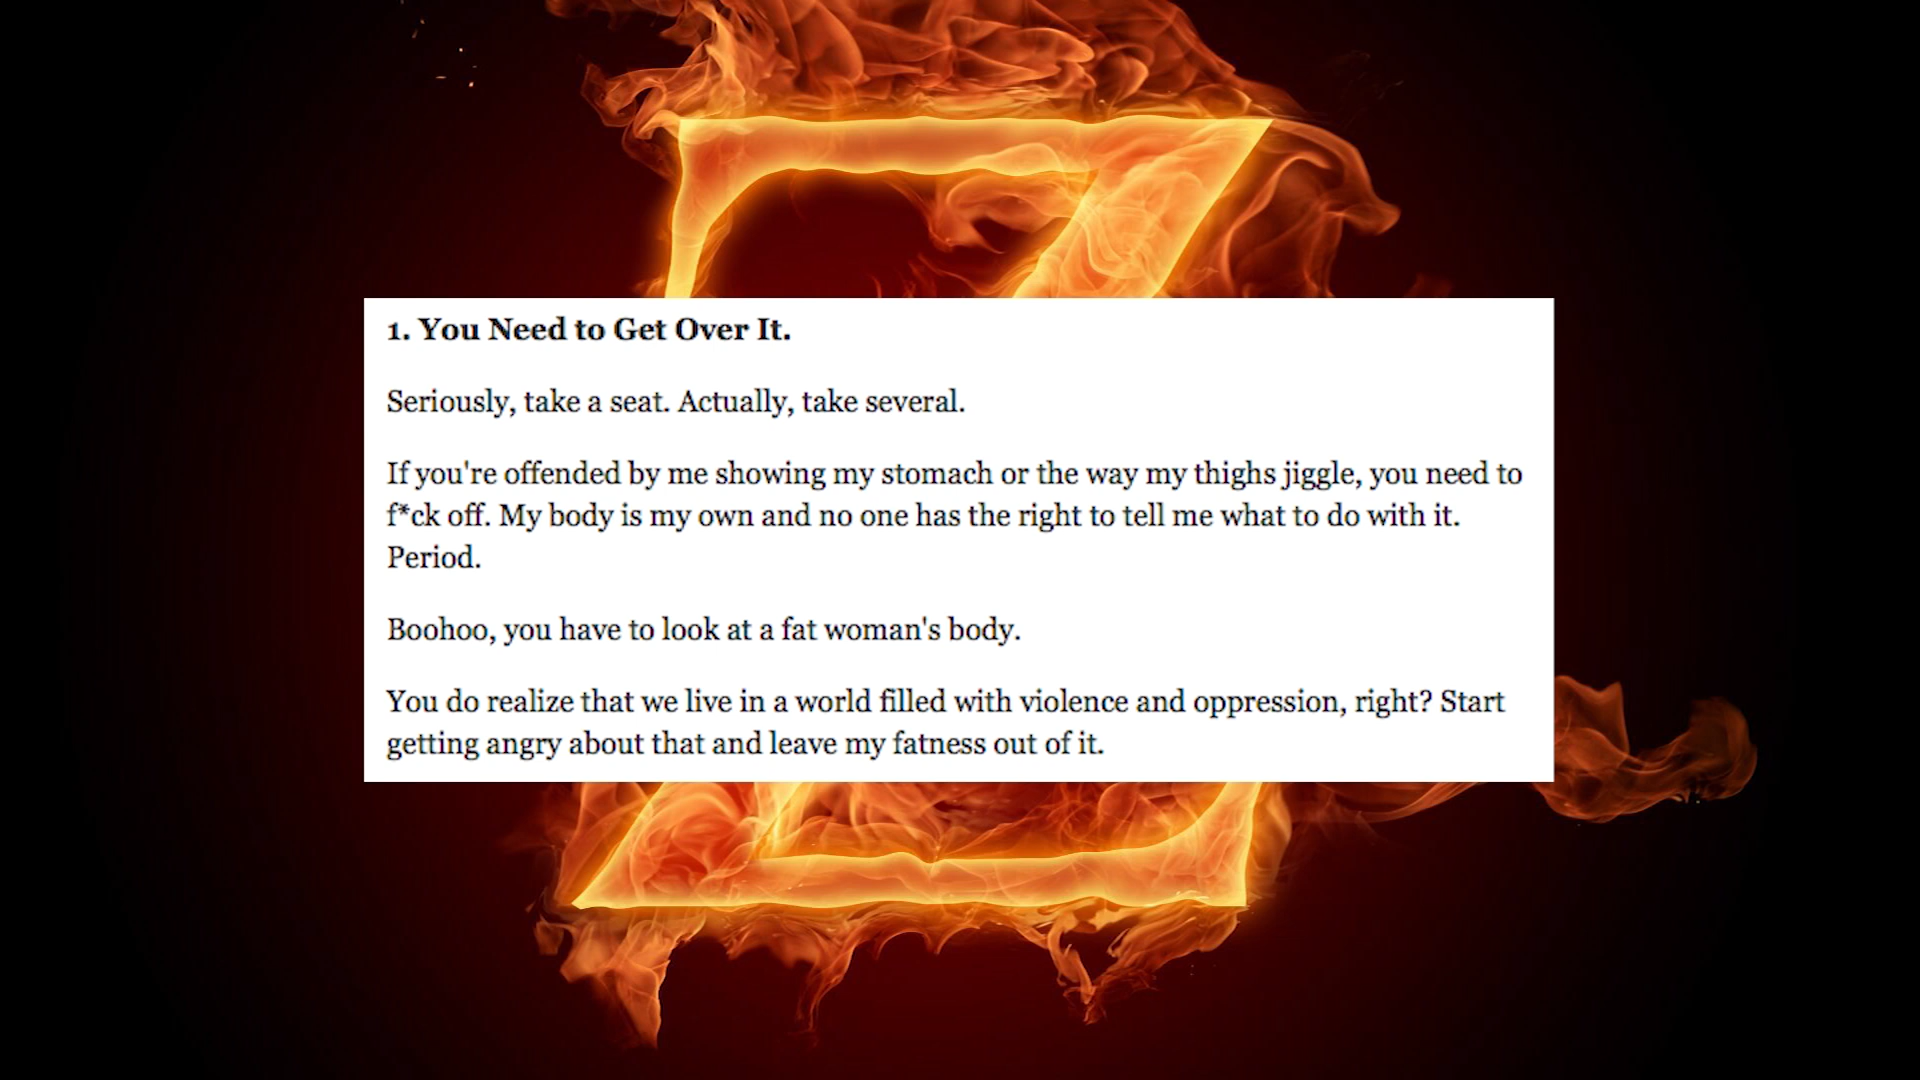 1. You Need to Get Over It.
Seriously, take a seat. Actually, take several.
If you're offended by me showing my stomach or the way my thighs jiggle, you need to
f*ck off. My body is my own and no one has the right to tell me what to do with it.
Period.
Boohoo, you have to look at a fat woman's body.
You do realize that we live in a world filled with violence and oppression, right? Start
getting angry about that and leave my fatness out of it.